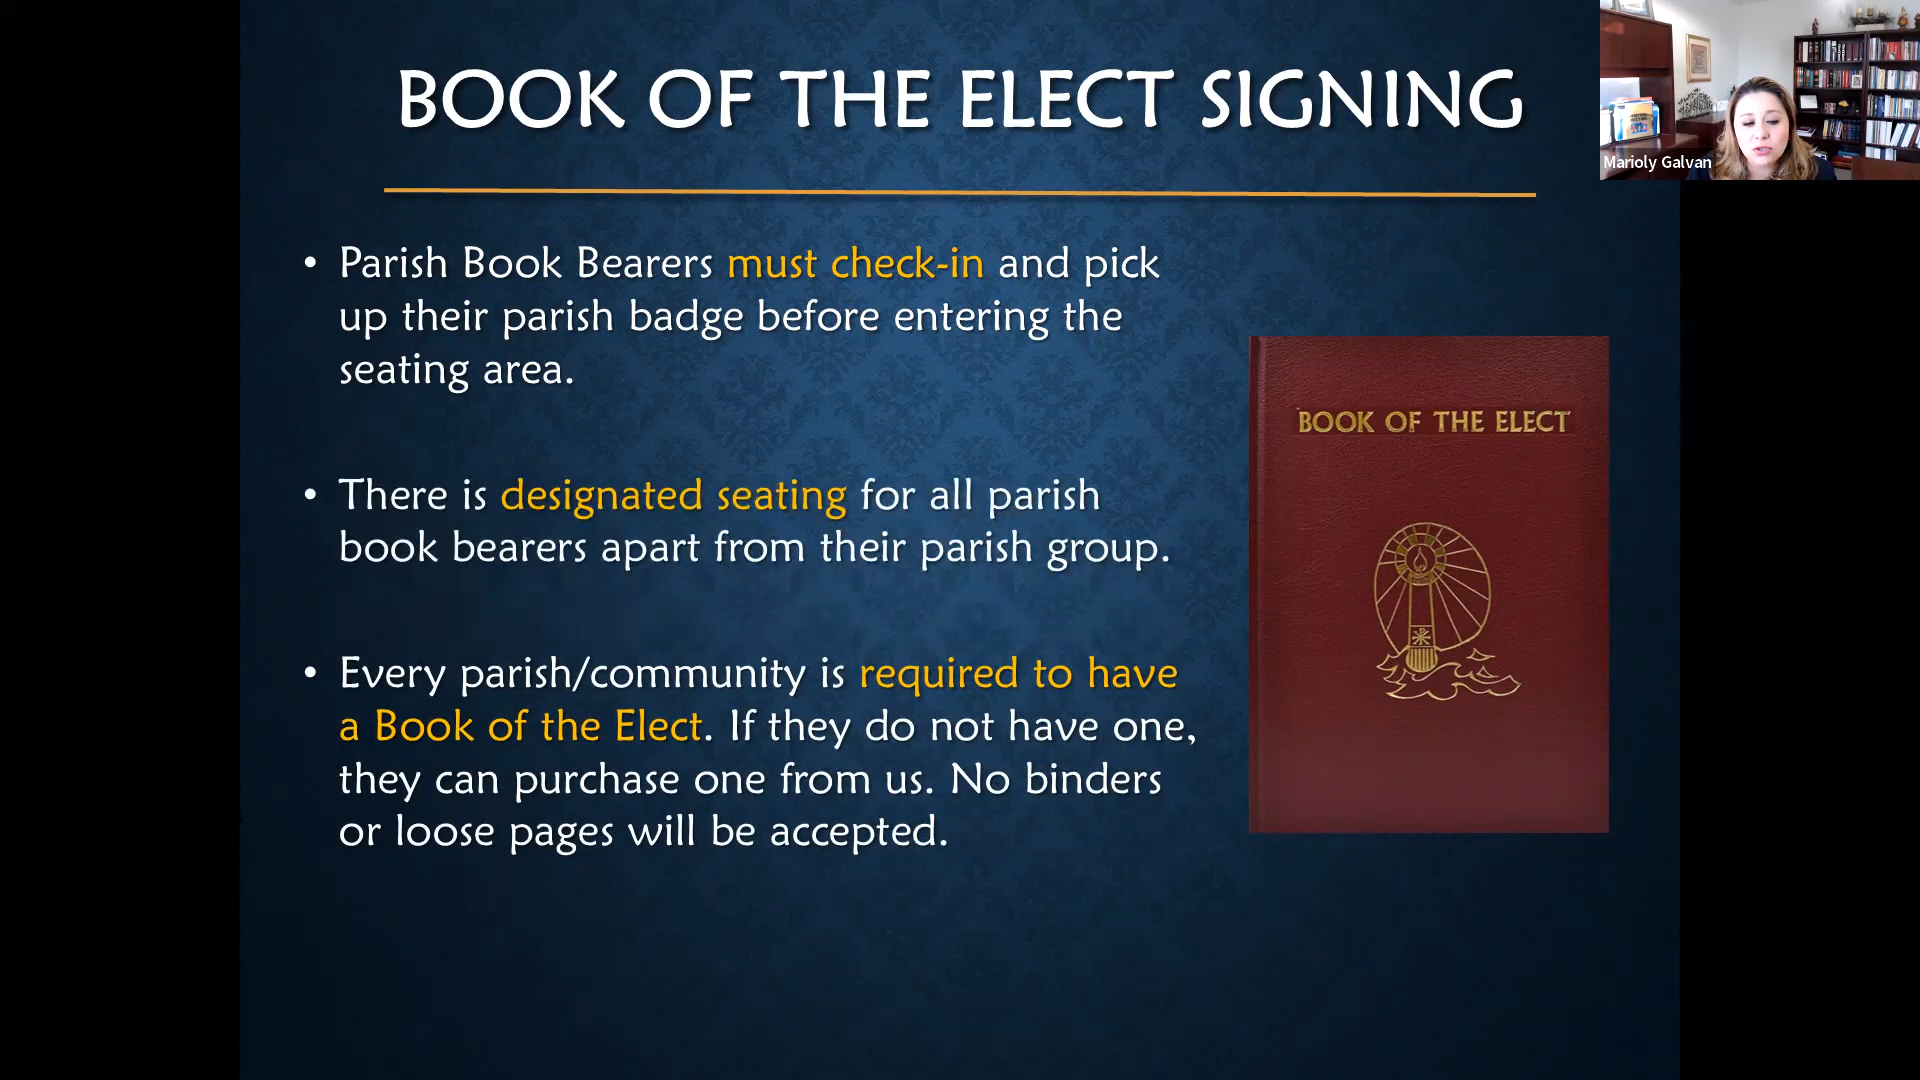 BOOK OF THE ELECT SIGNING
Marioly Galvan
• Parish Book Bearers must check-in and pick
up their parish badge before entering the
seating area.
• There is designated seating for all parish
book bearers apart from their parish group.
• Every parish/community is required to have
a Book of the Elect. If they do not have one,
they can purchase one from us. No binders
or loose pages will be accepted.
BOOK OF THE ELECT